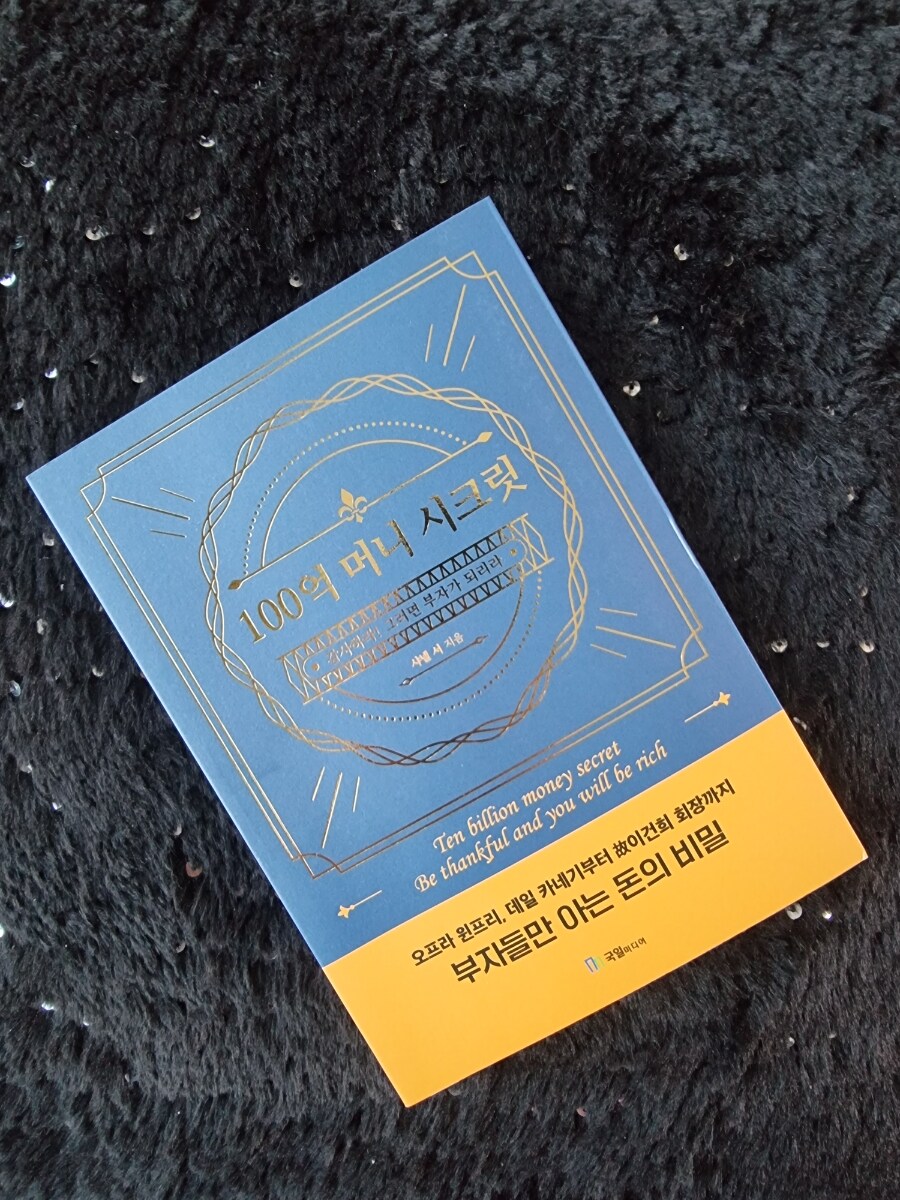 100억 머니 시크릿
감사하라! 그러면 부자가 되리라
샤넬 서 지음
Ten billion money secret
Be thankful and you will be rich
오프라 윈프리, 데일 카네기부터 故이건희 회장까지
부자들만 아는 돈의 비밀
국일미디어